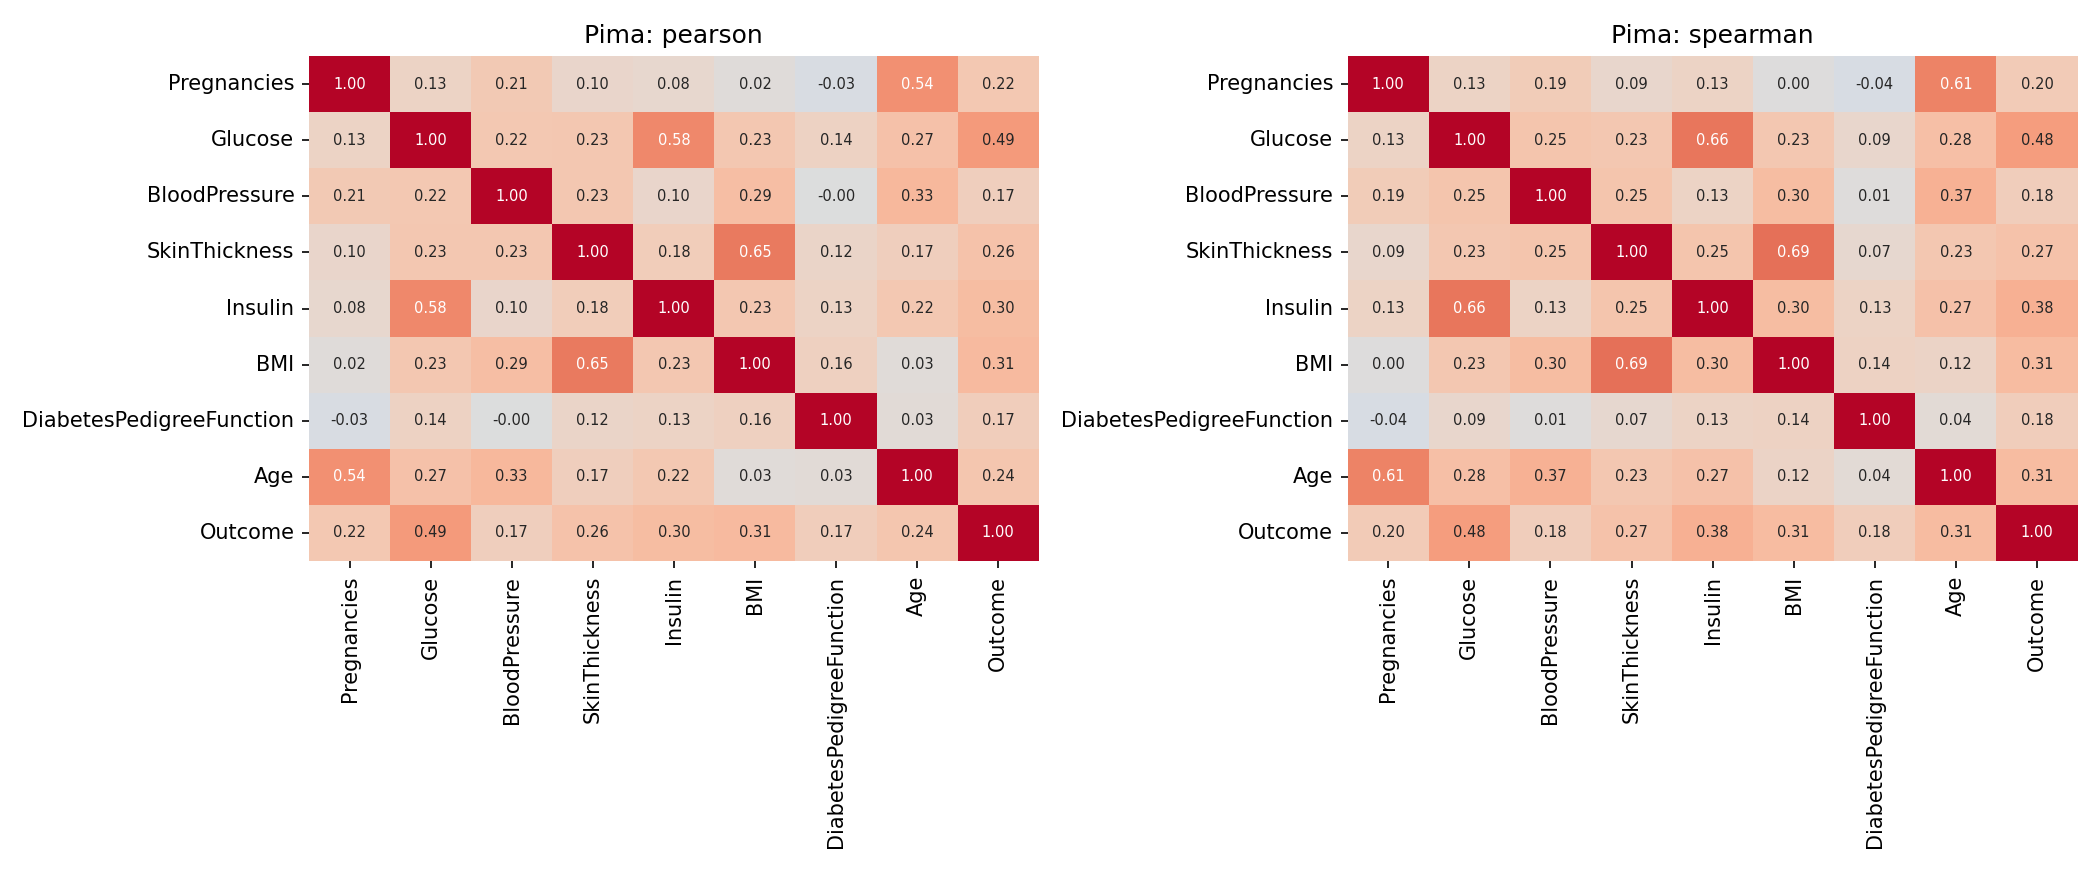 Pima: pearson
Pregnancies 1.00 0.13 0.21 0.10 0.08 0.02 -0.03 0.54 0.22
Glucose 0.13 1.00 0.22 0.23 0.58 0.23 0.14 0.27 0.49
BloodPressure 0.21 0.22 1.00 0.23 0.10 0.29 -0.00 0.33 0.17
SkinThickness 0.10 0.23 0.23 1.00 0.18 0.65 0.12 0.17 0.26
Insulin 0.08 0.58 0.10 0.18 1.00 0.23 0.13 0.22 0.30
BMI 0.02 0.23 0.29 0.65 0.23 1.00 0.16 0.03 0.31
DiabetesPedigreeFunction -0.03 0.14 -0.00 0.12 0.13 0.16 1.00 0.03 0.17
Age 0.54 0.27 0.33 0.17 0.22 0.03 0.03 1.00 0.24
Outcome 0.22 0.49 0.17 0.26 0.30 0.31 0.17 0.24 1.00
Pregnancies
Glucose
BloodPressure
SkinThickness
Insulin
BMI
DiabetesPedigreeFunction
Age
Outcome
Pima: spearman
Pregnancies 1.00 0.13 0.19 0.09 0.13 0.00 -0.04 0.61 0.20
Glucose 0.13 1.00 0.25 0.23 0.66 0.23 0.09 0.28 0.48
BloodPressure 0.19 0.25 1.00 0.25 0.13 0.30 0.01 0.37 0.18
SkinThickness 0.09 0.23 0.25 1.00 0.25 0.69 0.07 0.23 0.27
Insulin 0.13 0.66 0.13 0.25 1.00 0.30 0.13 0.27 0.38
BMI 0.00 0.23 0.30 0.69 0.30 1.00 0.14 0.12 0.31
DiabetesPedigreeFunction -0.04 0.09 0.01 0.07 0.13 0.14 1.00 0.04 0.18
Age 0.61 0.28 0.37 0.23 0.27 0.12 0.04 1.00 0.31
Outcome 0.20 0.48 0.18 0.27 0.38 0.31 0.18 0.31 1.00
Pregnancies
Glucose
BloodPressure
SkinThickness
Insulin
BMI
DiabetesPedigreeFunction
Age
Outcome